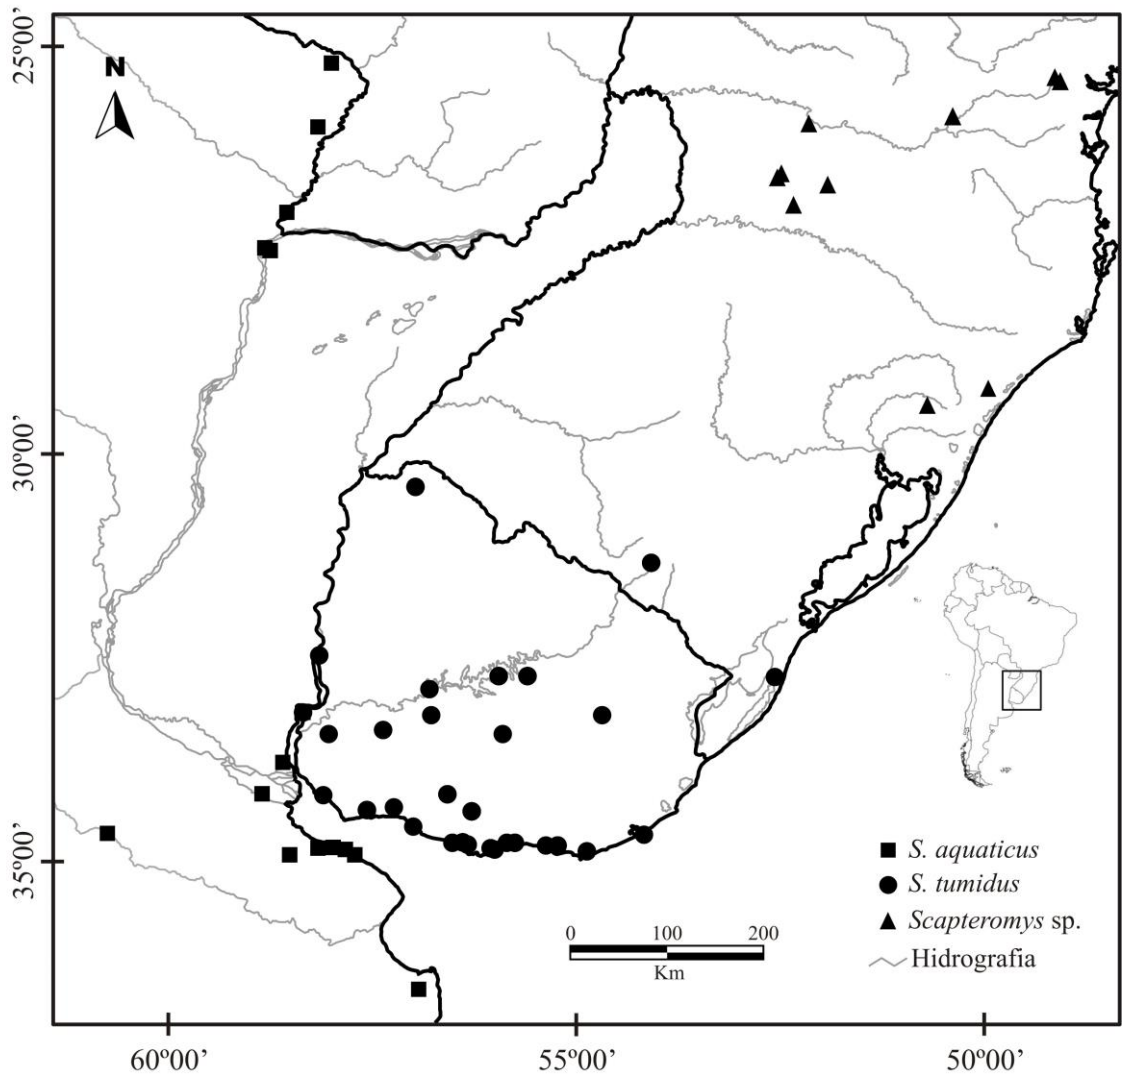 25º00’
N
30º00’
35º00’
S. aquaticus
S. tumidus
Scapteromys sp.
Hidrografia
0 100 200
Km
60º00’ 55º00’ 50º00’